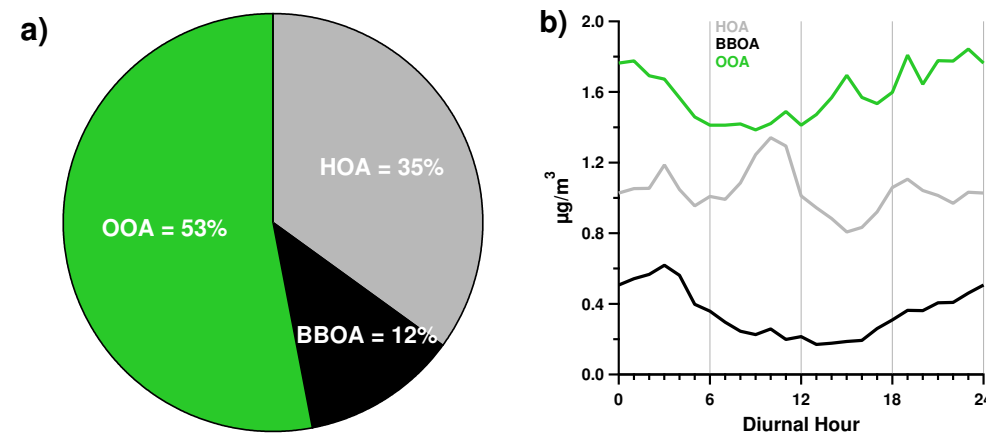 a)
HOA = 35%
OOA = 53%
BBOA = 12%
b)
HOA
BBOA
OOA
2.0
1.6
1.2
0.8
0.4
0.0
µg/m³
0 6 12 18 24
Diurnal Hour